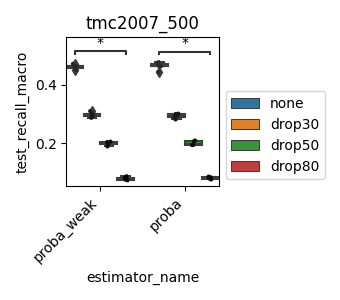 tmc2007_500
* *
test_recall_macro
0.4
0.2
none
drop30
drop50
drop80
proba_weak
proba
estimator_name